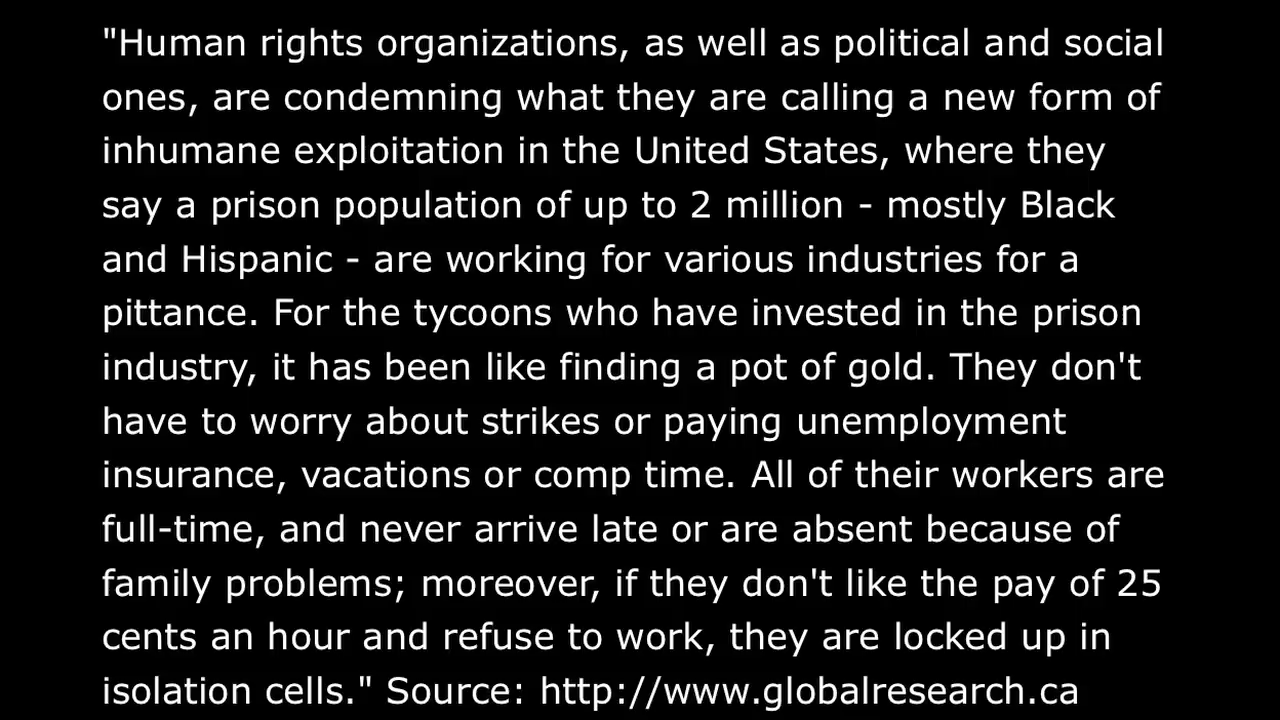 "Human rights organizations, as well as political and social
ones, are condemning what they are calling a new form of
inhumane exploitation in the United States, where they
say a prison population of up to 2 million - mostly Black
and Hispanic - are working for various industries for a
pittance. For the tycoons who have invested in the prison
industry, it has been like finding a pot of gold. They don't
have to worry about strikes or paying unemployment
insurance, vacations or comp time. All of their workers are
full-time, and never arrive late or are absent because of
family problems; moreover, if they don't like the pay of 25
cents an hour and refuse to work, they are locked up in
isolation cells." Source: http://www.globalresearch.ca